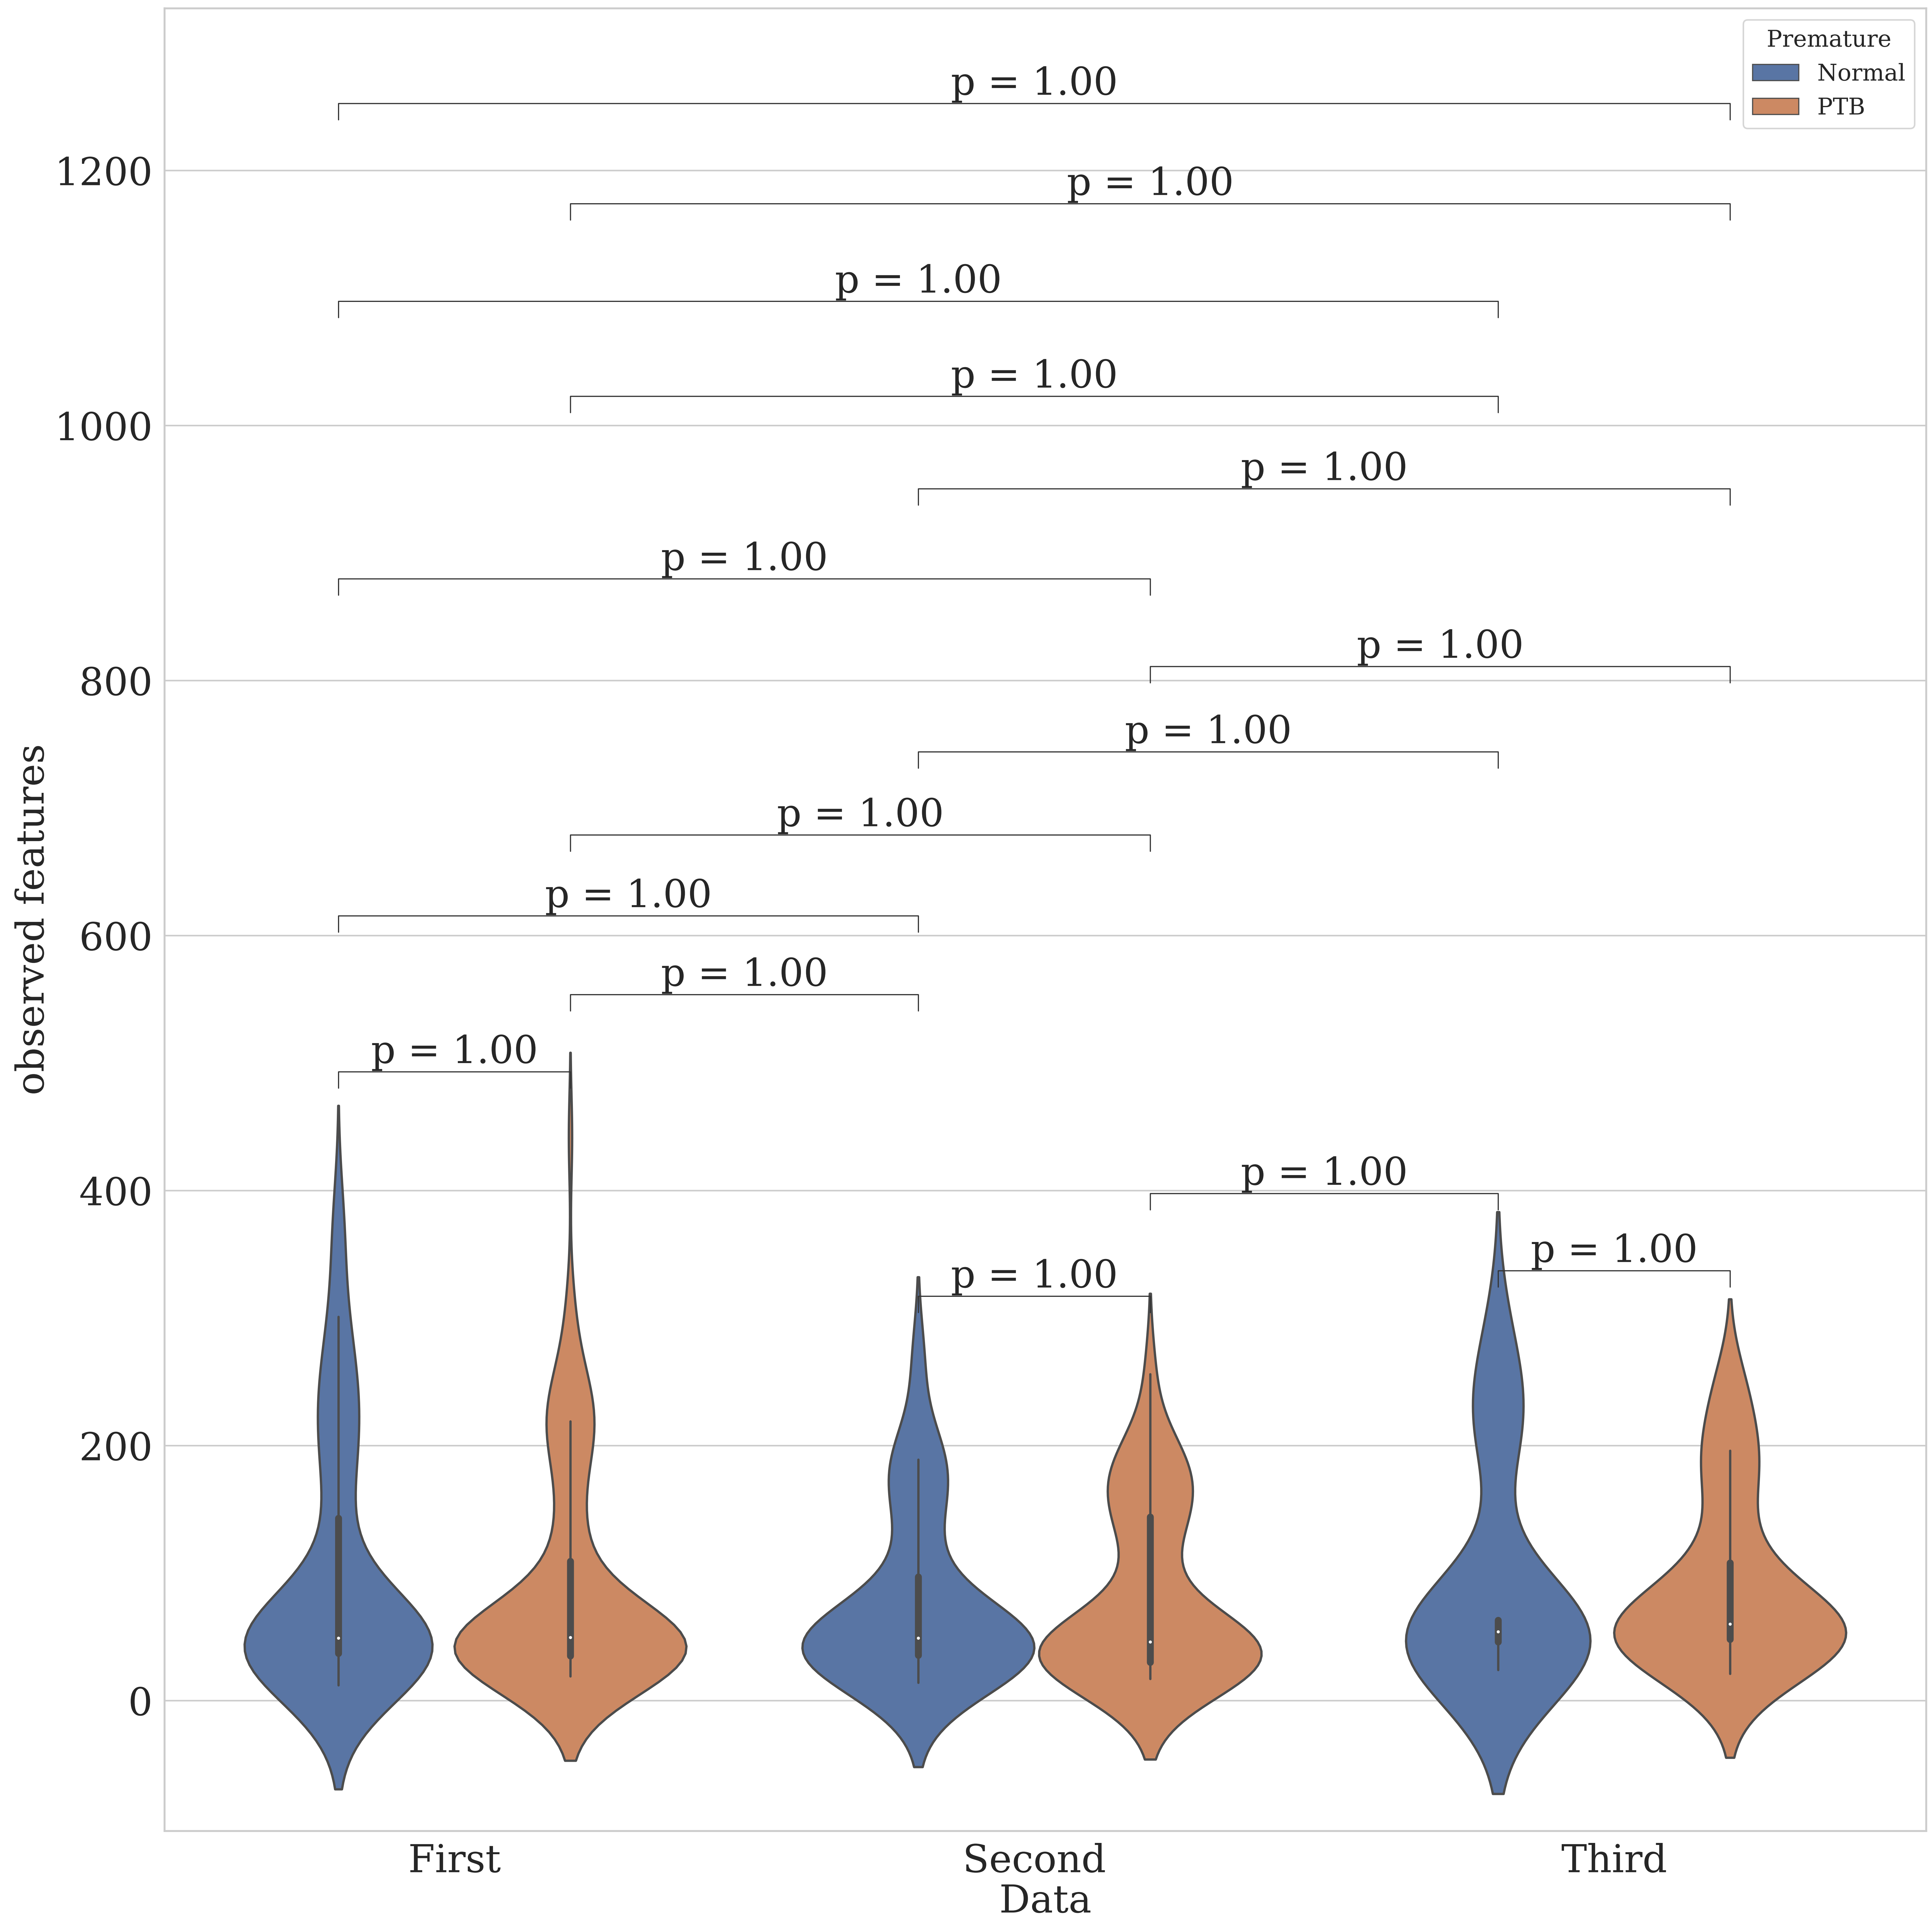 p = 1.00
Premature
Normal
PTB
1200
p = 1.00
p = 1.00
p = 1.00
1000
p = 1.00
p = 1.00
p = 1.00
800
p = 1.00
p = 1.00
p = 1.00
600
p = 1.00
p = 1.00
p = 1.00
400
p = 1.00
p = 1.00
200
0
observed features
First
Second
Third
Data